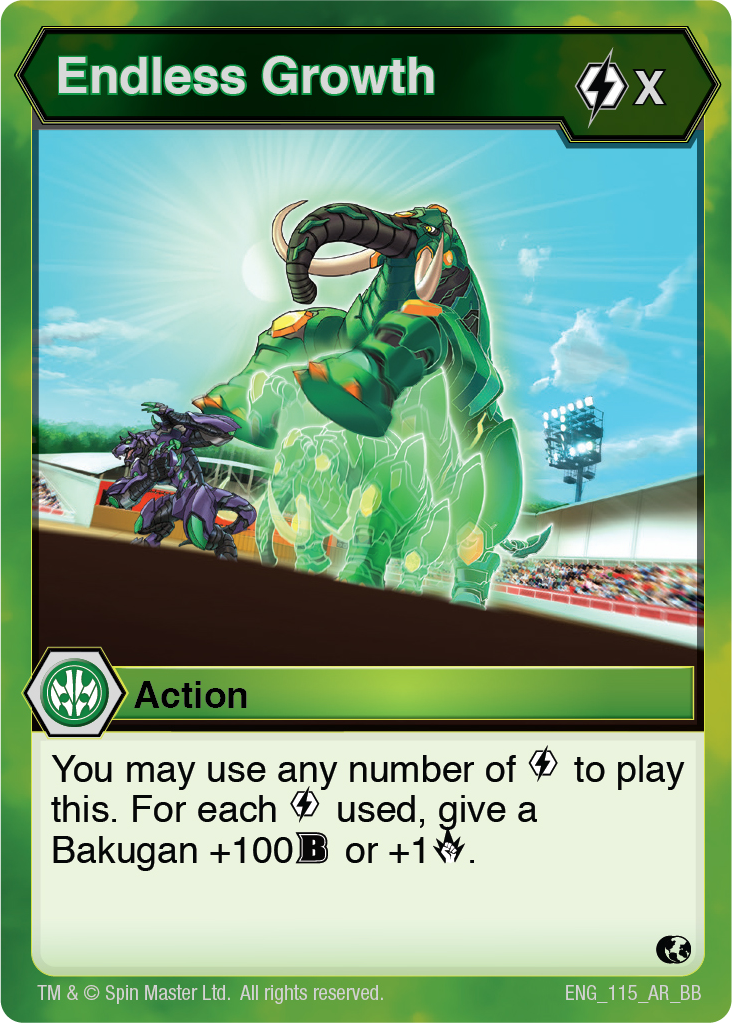 Endless Growth
X
Action
You may use any number of to play
this. For each used, give a
Bakugan +100B or +1.
TM & © Spin Master Ltd. All rights reserved.
ENG_115_AR_BB